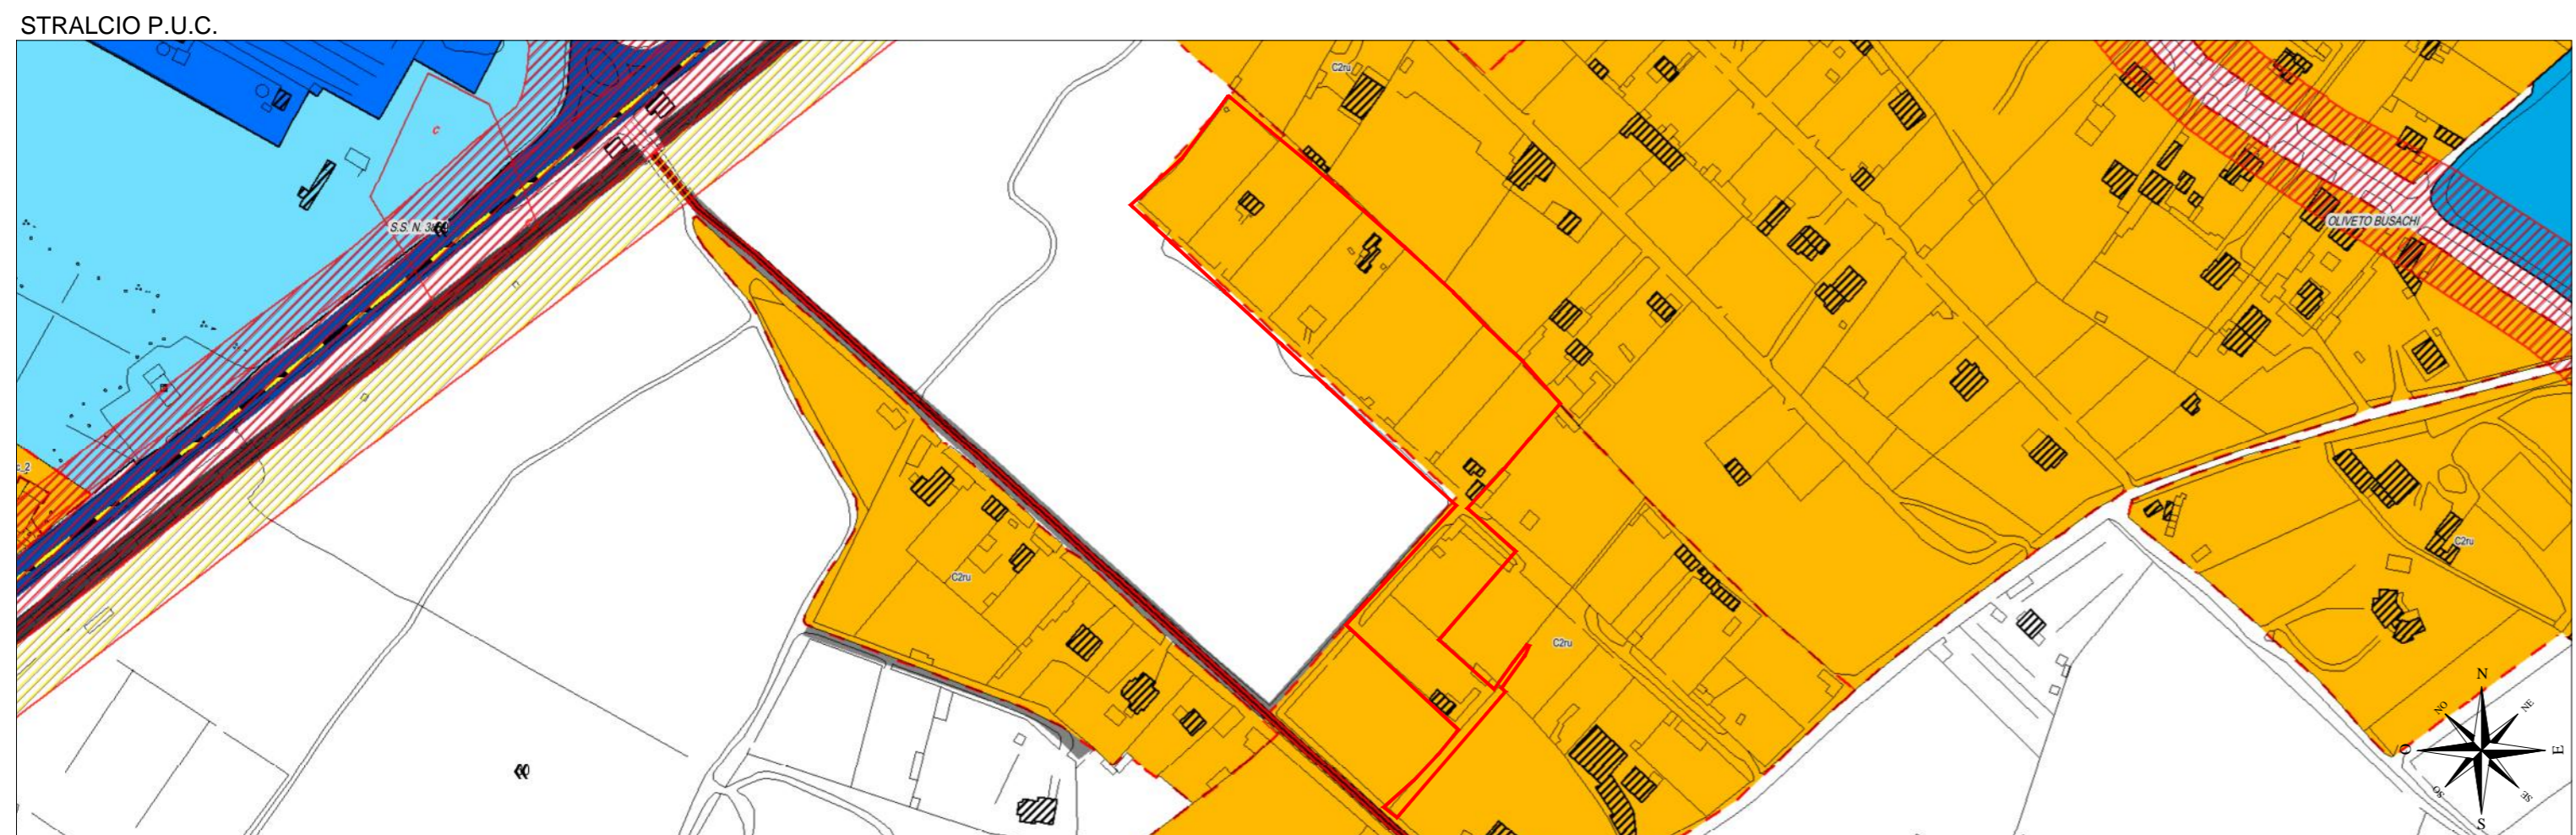 STRALCIO P.U.C.
C2ru
C
S.S. N.
OLIVETO BUSACHI
C2ru
C2ru
C2ru
N
NO
NE
O
E
SO
SE
S